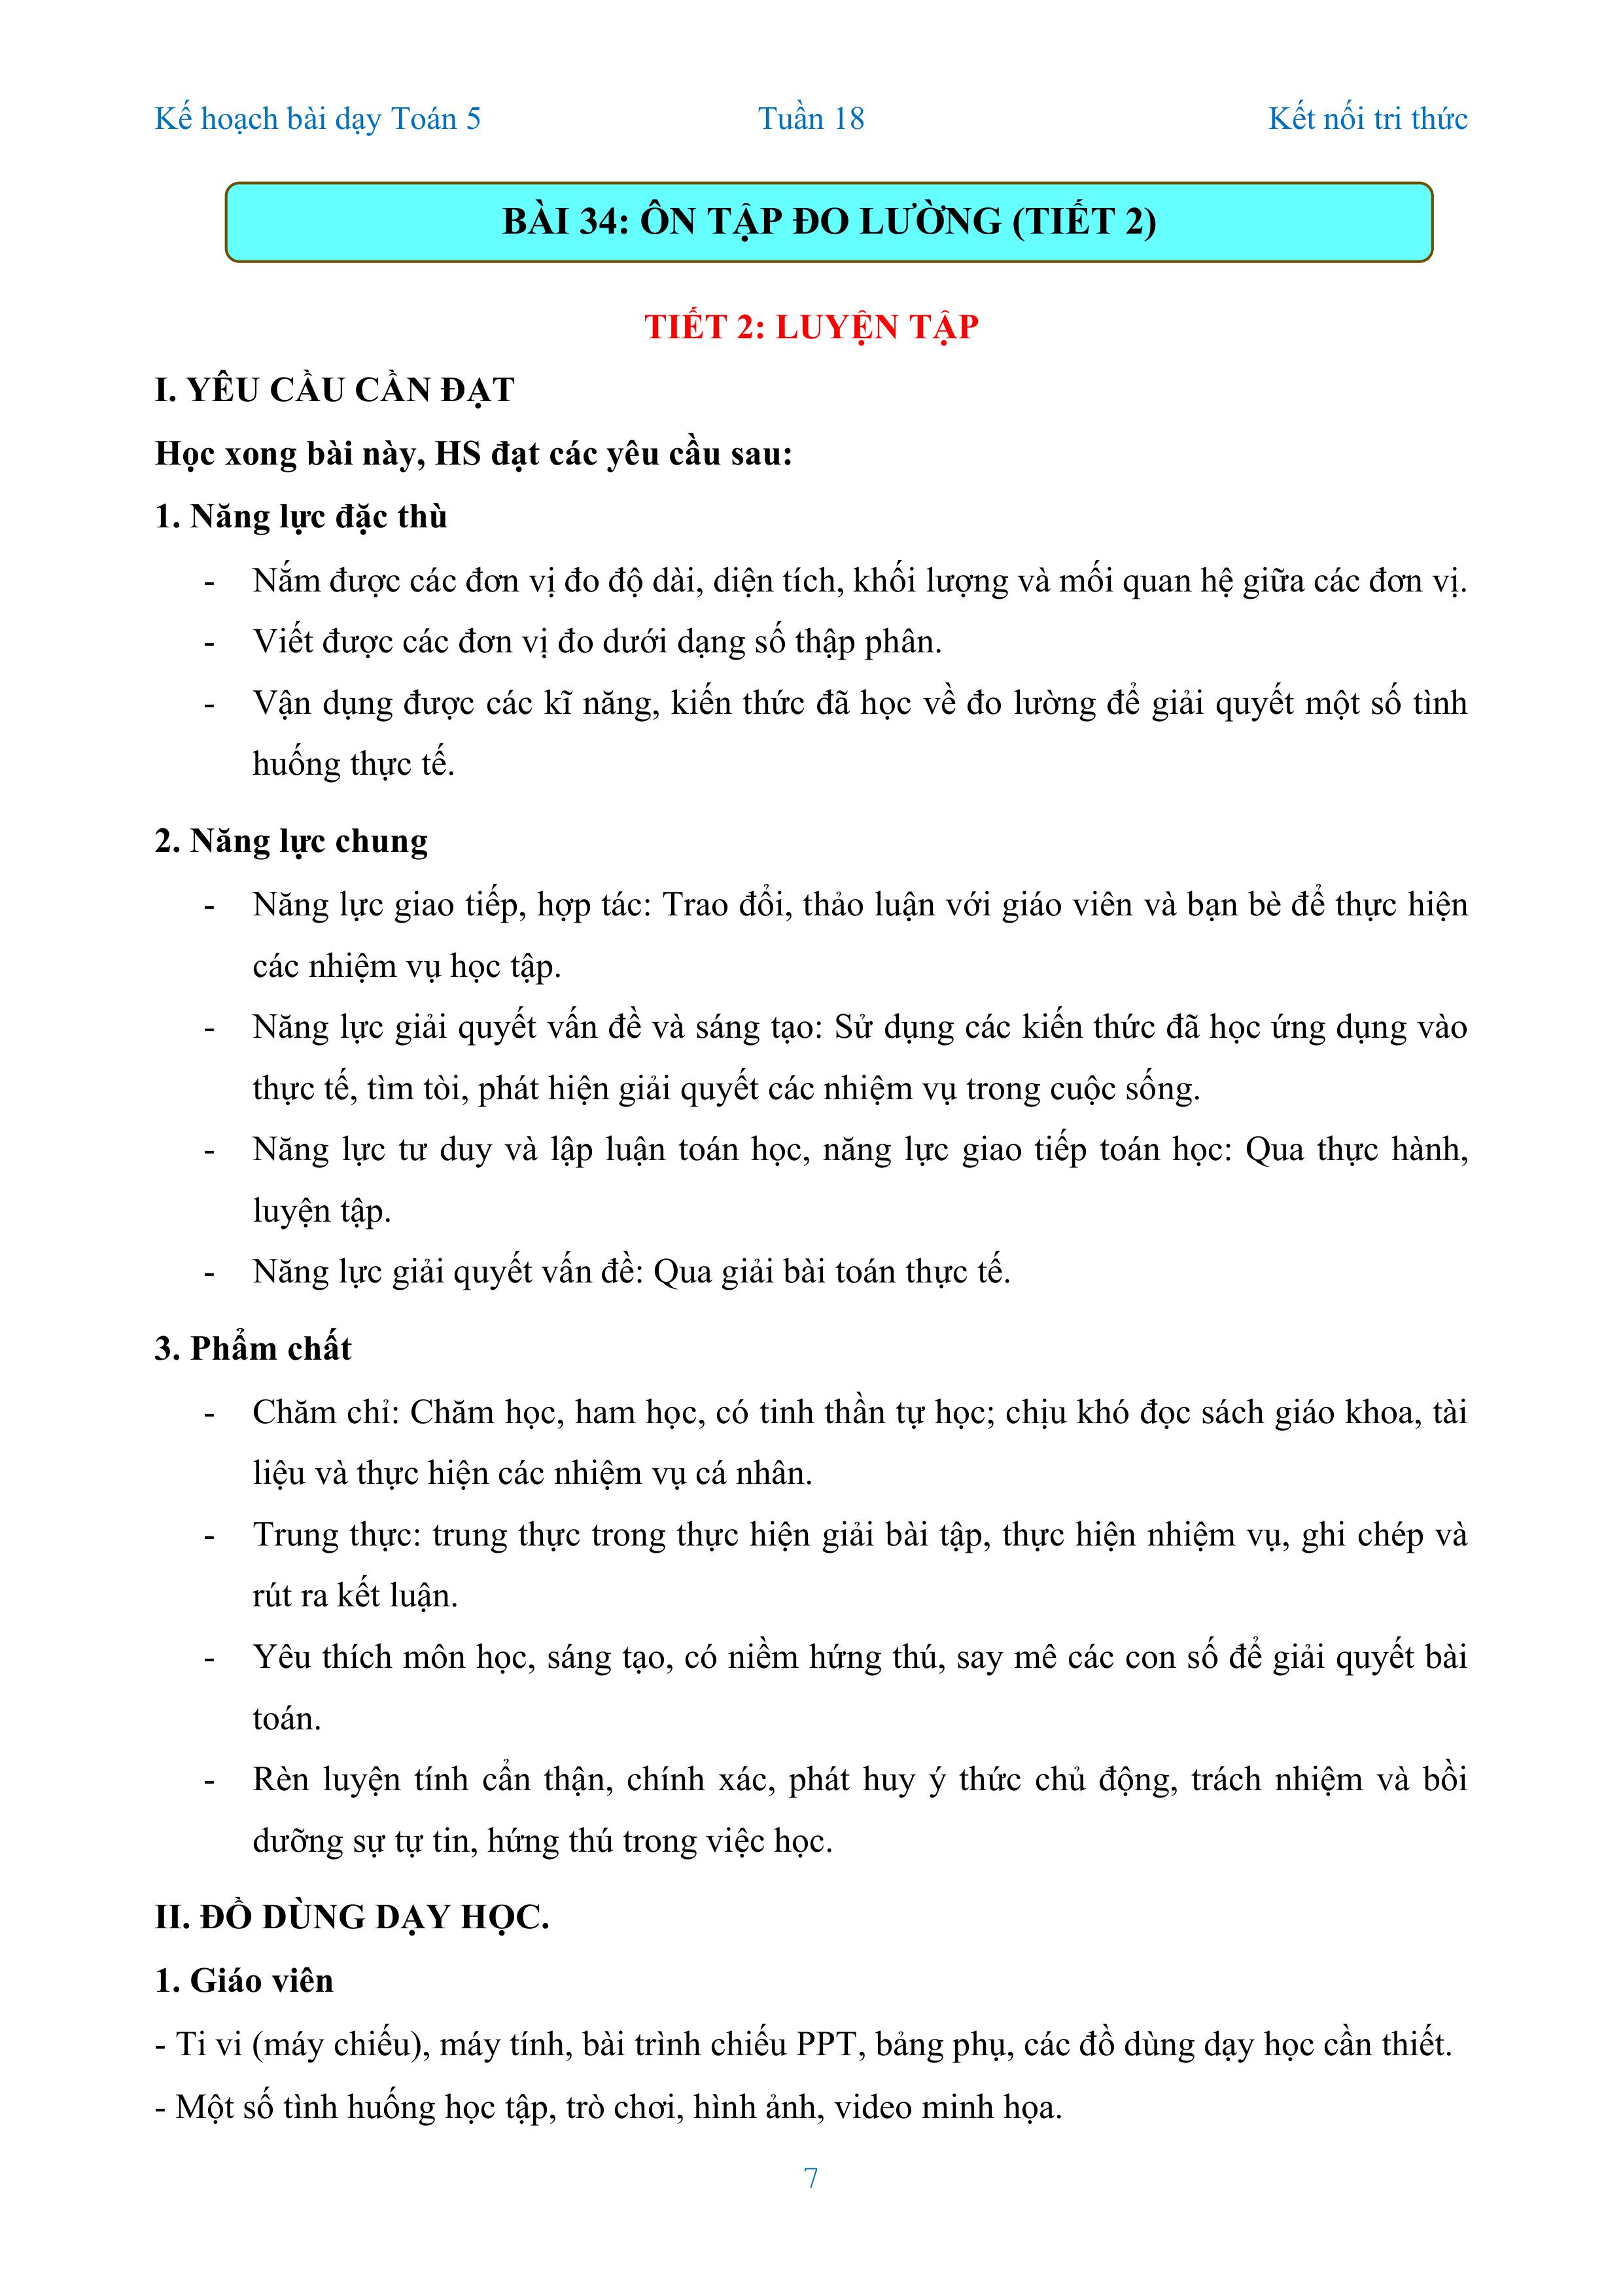 Kế hoạch bài dạy Toán 5 Tuần 18 Kết nối tri thức
BÀI 34: ÔN TẬP ĐO LƯỜNG (TIẾT 2)
TIẾT 2: LUYỆN TẬP
I. YÊU CẦU CẦN ĐẠT
Học xong bài này, HS đạt các yêu cầu sau:
1. Năng lực đặc thù
- Nắm được các đơn vị đo độ dài, diện tích, khối lượng và mối quan hệ giữa các đơn vị.
- Viết được các đơn vị đo dưới dạng số thập phân.
- Vận dụng được các kĩ năng, kiến thức đã học về đo lường để giải quyết một số tình
huống thực tế.
2. Năng lực chung
- Năng lực giao tiếp, hợp tác: Trao đổi, thảo luận với giáo viên và bạn bè để thực hiện
các nhiệm vụ học tập.
- Năng lực giải quyết vấn đề và sáng tạo: Sử dụng các kiến thức đã học ứng dụng vào
thực tế, tìm tòi, phát hiện giải quyết các nhiệm vụ trong cuộc sống.
- Năng lực tư duy và lập luận toán học, năng lực giao tiếp toán học: Qua thực hành,
luyện tập.
- Năng lực giải quyết vấn đề: Qua giải bài toán thực tế.
3. Phẩm chất
- Chăm chỉ: Chăm học, ham học, có tinh thần tự học; chịu khó đọc sách giáo khoa, tài
liệu và thực hiện các nhiệm vụ cá nhân.
- Trung thực: trung thực trong thực hiện giải bài tập, thực hiện nhiệm vụ, ghi chép và
rút ra kết luận.
- Yêu thích môn học, sáng tạo, có niềm hứng thú, say mê các con số để giải quyết bài
toán.
- Rèn luyện tính cẩn thận, chính xác, phát huy ý thức chủ động, trách nhiệm và bồi
dưỡng sự tự tin, hứng thú trong việc học.
II. ĐỒ DÙNG DẠY HỌC.
1. Giáo viên
- Ti vi (máy chiếu), máy tính, bài trình chiếu PPT, bảng phụ, các đồ dùng dạy học cần thiết.
- Một số tình huống học tập, trò chơi, hình ảnh, video minh họa.
7